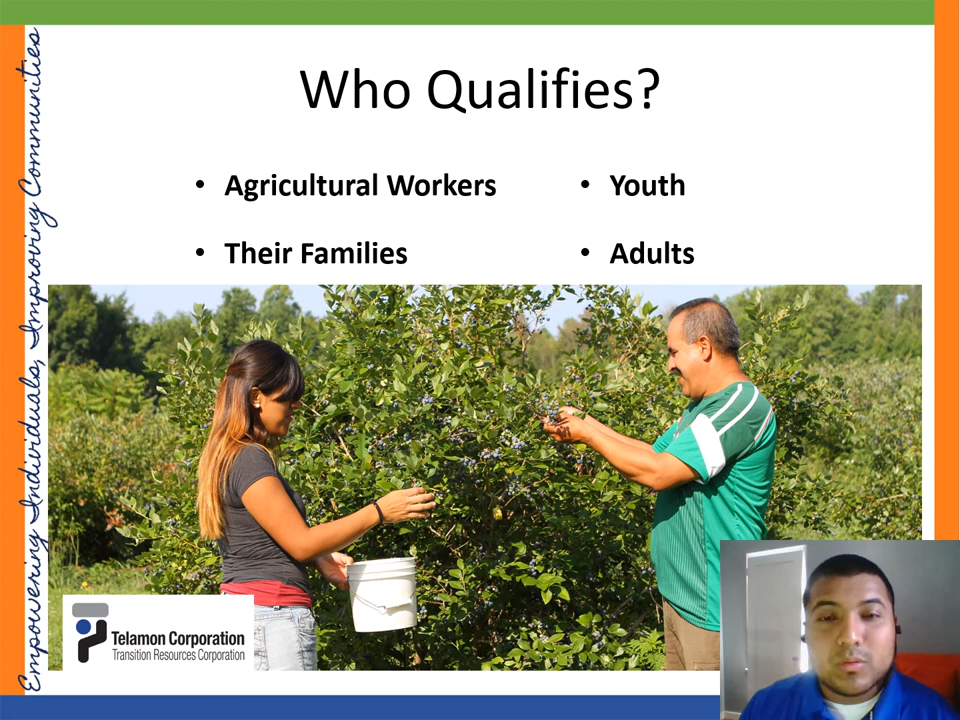 Who Qualifies?
• Agricultural Workers
• Their Families
• Youth
• Adults
Empowering Individuals, Improving Communities
Telamon Corporation
Transition Resources Corporation